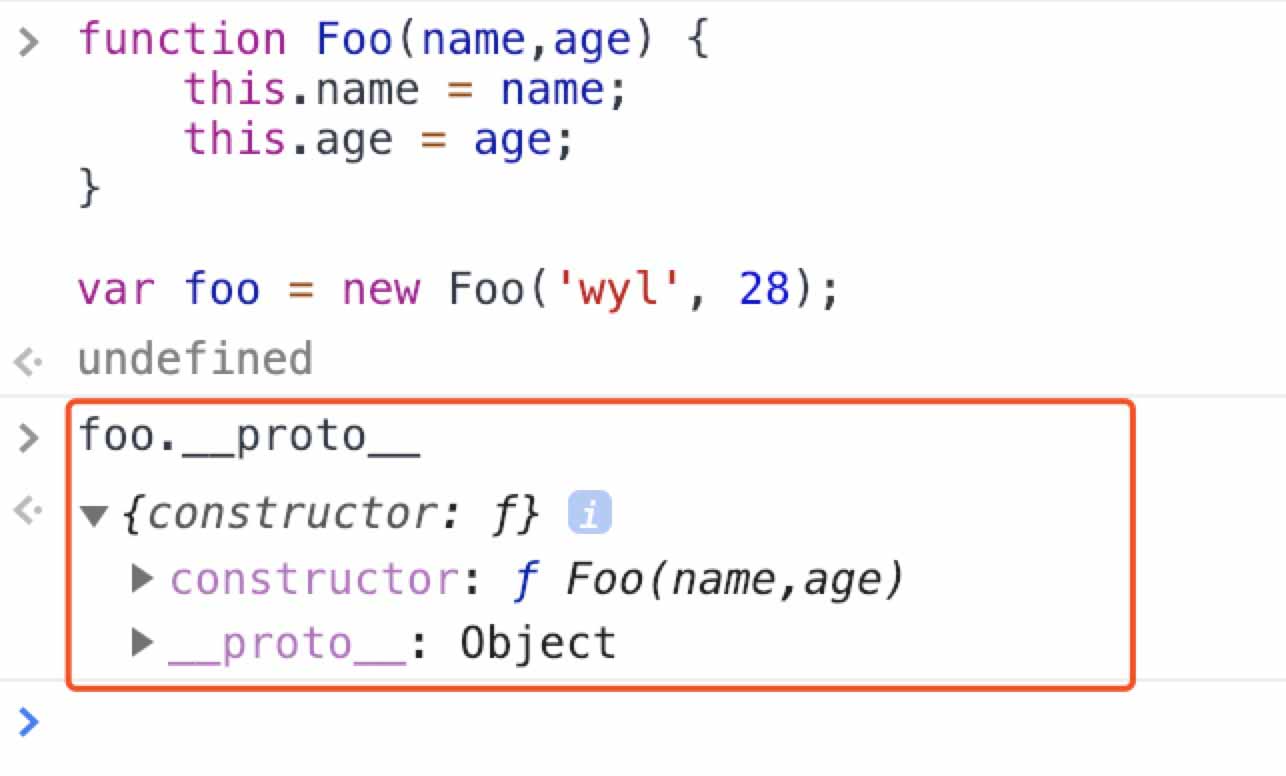 function Foo(name,age) {
    this.name = name;
    this.age = age;
}
var foo = new Foo('wyl', 28);
undefined
foo.__proto__
{constructor: ƒ} i
constructor: ƒ Foo(name,age)
__proto__: Object